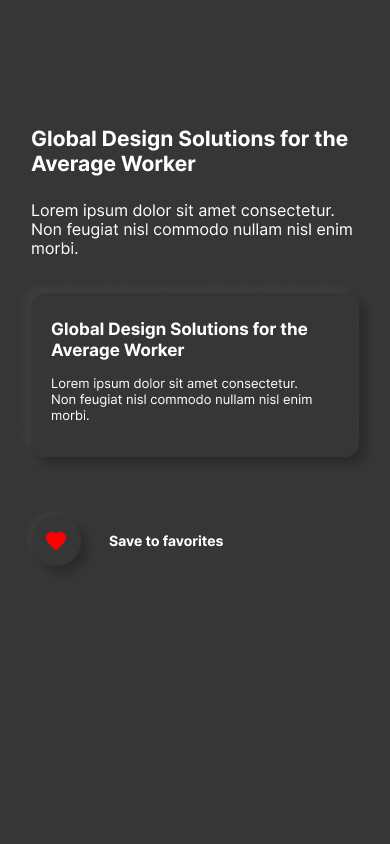 Global Design Solutions for the
Average Worker
Lorem ipsum dolor sit amet consectetur.
Non feugiat nisl commodo nullam nisl enim
morbi.
Global Design Solutions for the
Average Worker
Lorem ipsum dolor sit amet consectetur.
Non feugiat nisl commodo nullam nisl enim
morbi.
Save to favorites